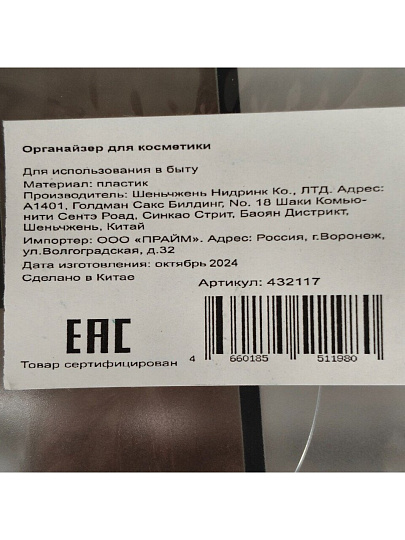 Органайзер для косметики
Для использования в быту
Материал: пластик
Производитель: Шеньчжень Нидринк Ко., ЛТД. Адрес:
А1401, Голдман Сакс Билдинг, No. 18 Шаки Комью-
нити Сентэ Роад, Синкао Стрит, Баоян Дистрикт,
Шеньчжень, Китай
Импортер: ООО «ПРАЙМ». Адрес: Россия, г.Воронеж,
ул.Волгоградская, д.32
Дата изготовления: октябрь 2024
Сделано в Китае
Артикул: 432117
ЕАС
Товар сертифицирован
4 660185 511980